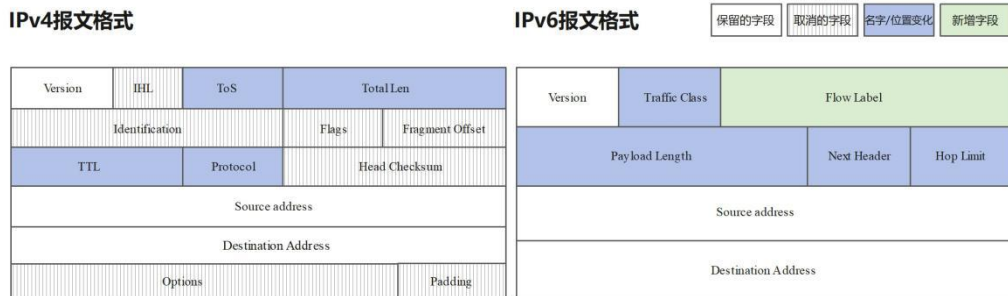 IPv4报文格式
IPv6报文格式
保留的字段 取消的字段 名字/位置变化 新增字段
Version IHL ToS Total Len
Identification Flags Fragment Offset
TTL Protocol Head Checksum
Source address
Destination Address
Options Padding
Version Traffic Class Flow Label
Payload Length Next Header Hop Limit
Source address
Destination Address